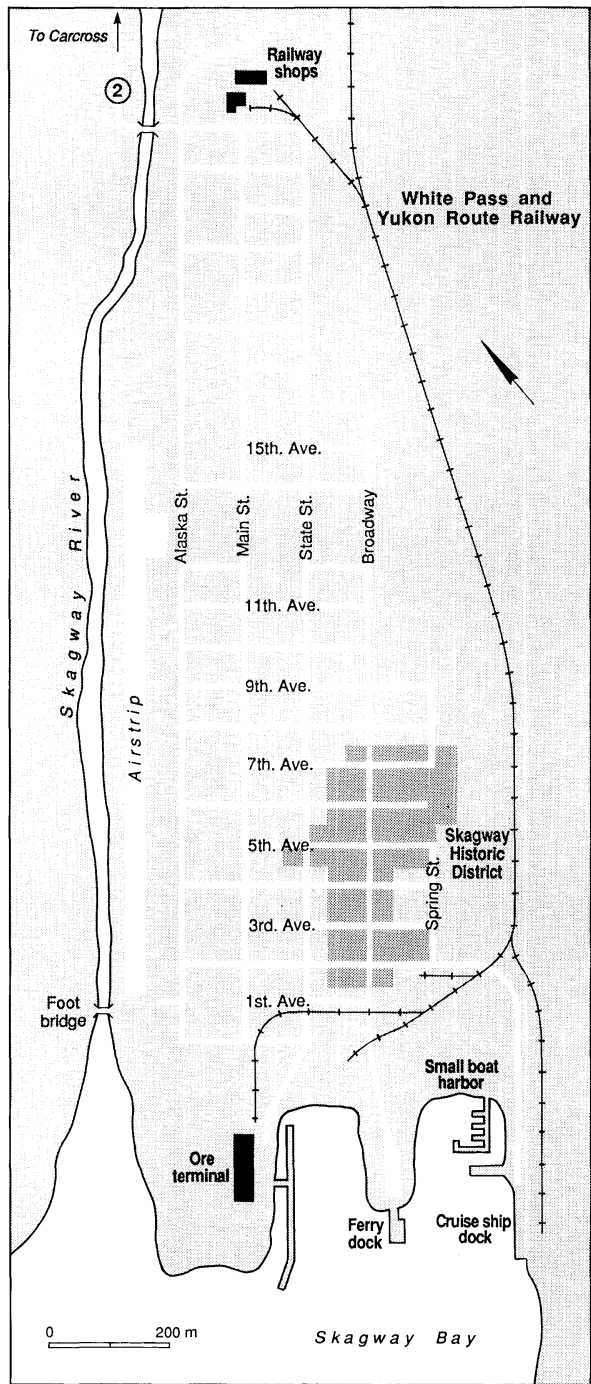 To Carcross
Railway
shops
2
White Pass and
Yukon Route Railway
15th. Ave.
Alaska St.
Main St.
State St.
Broadway
Skagway River
11th. Ave.
9th. Ave.
Airstrip
7th. Ave.
5th. Ave.
Skagway
Historic
District
Spring St.
3rd. Ave.
1st. Ave.
Foot
bridge
Small boat
harbor
Ore
terminal
Ferry
dock
Cruise ship
dock
0 200 m
Skagway Bay